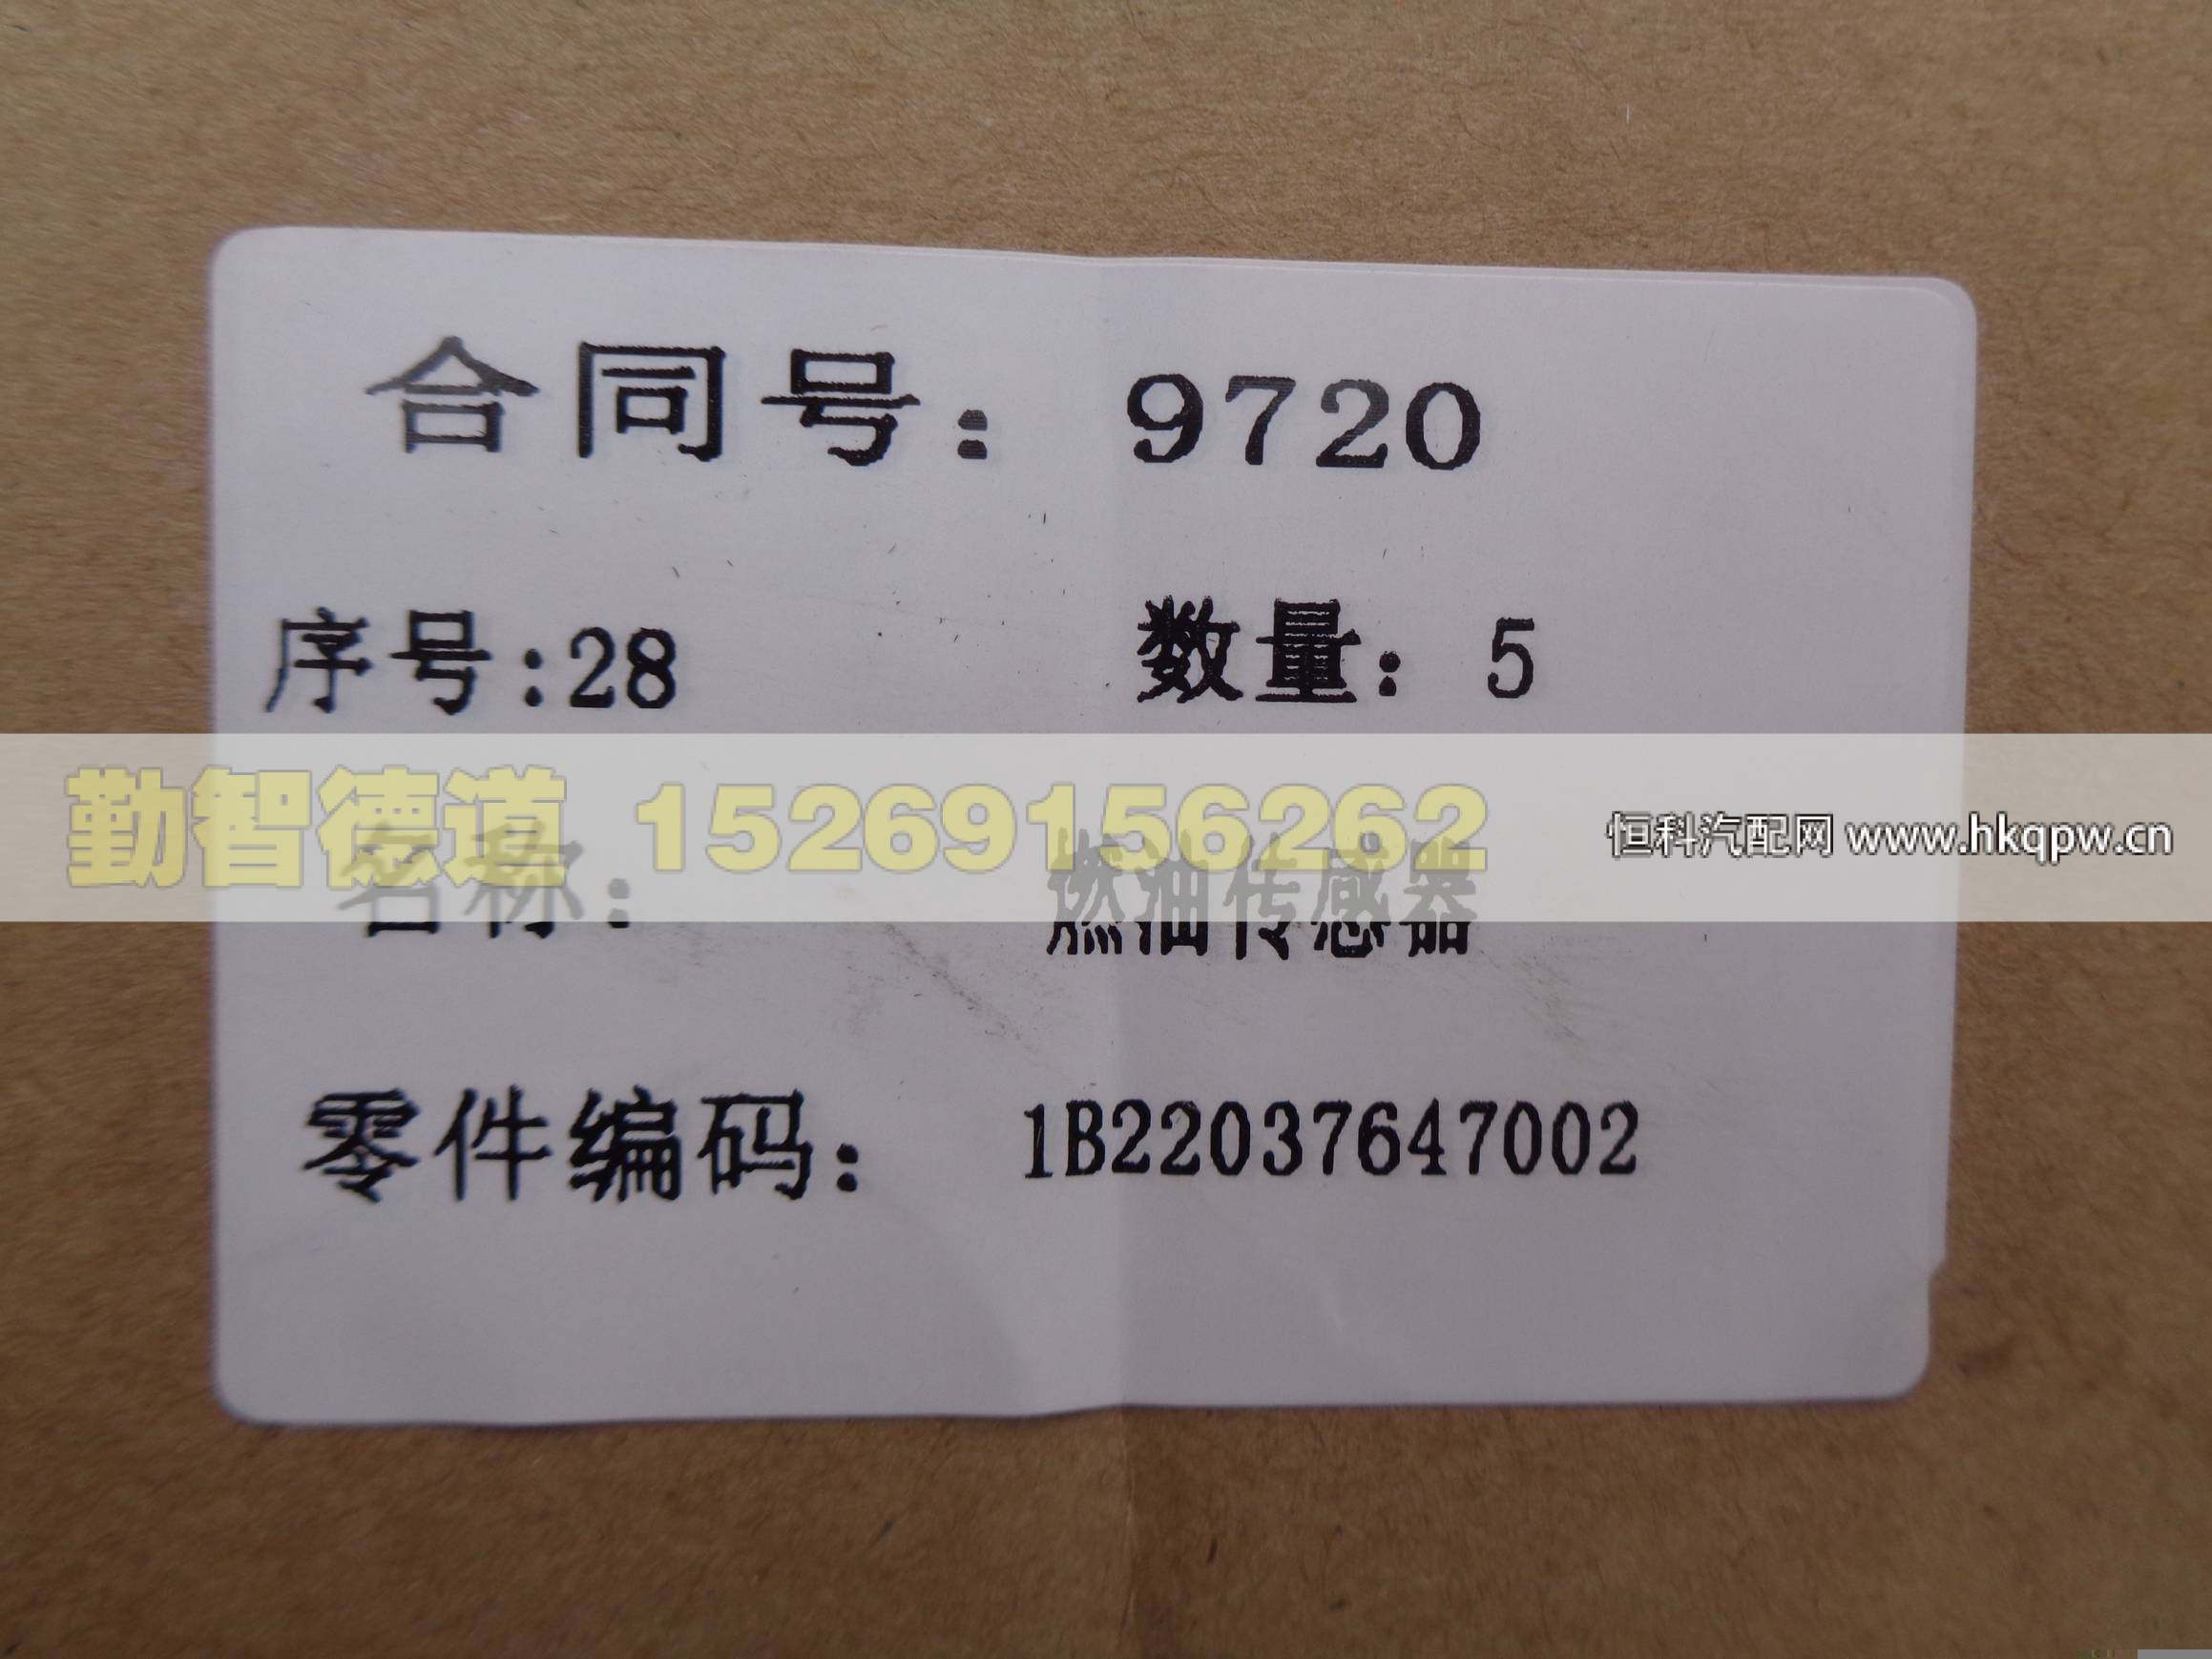 合同号：9720
序号:28 数量：5
勤智德道 15269156262
恒科汽配网 www.hkqpw.cn
名称： 燃油传感器
零件编码： 1B22037647002